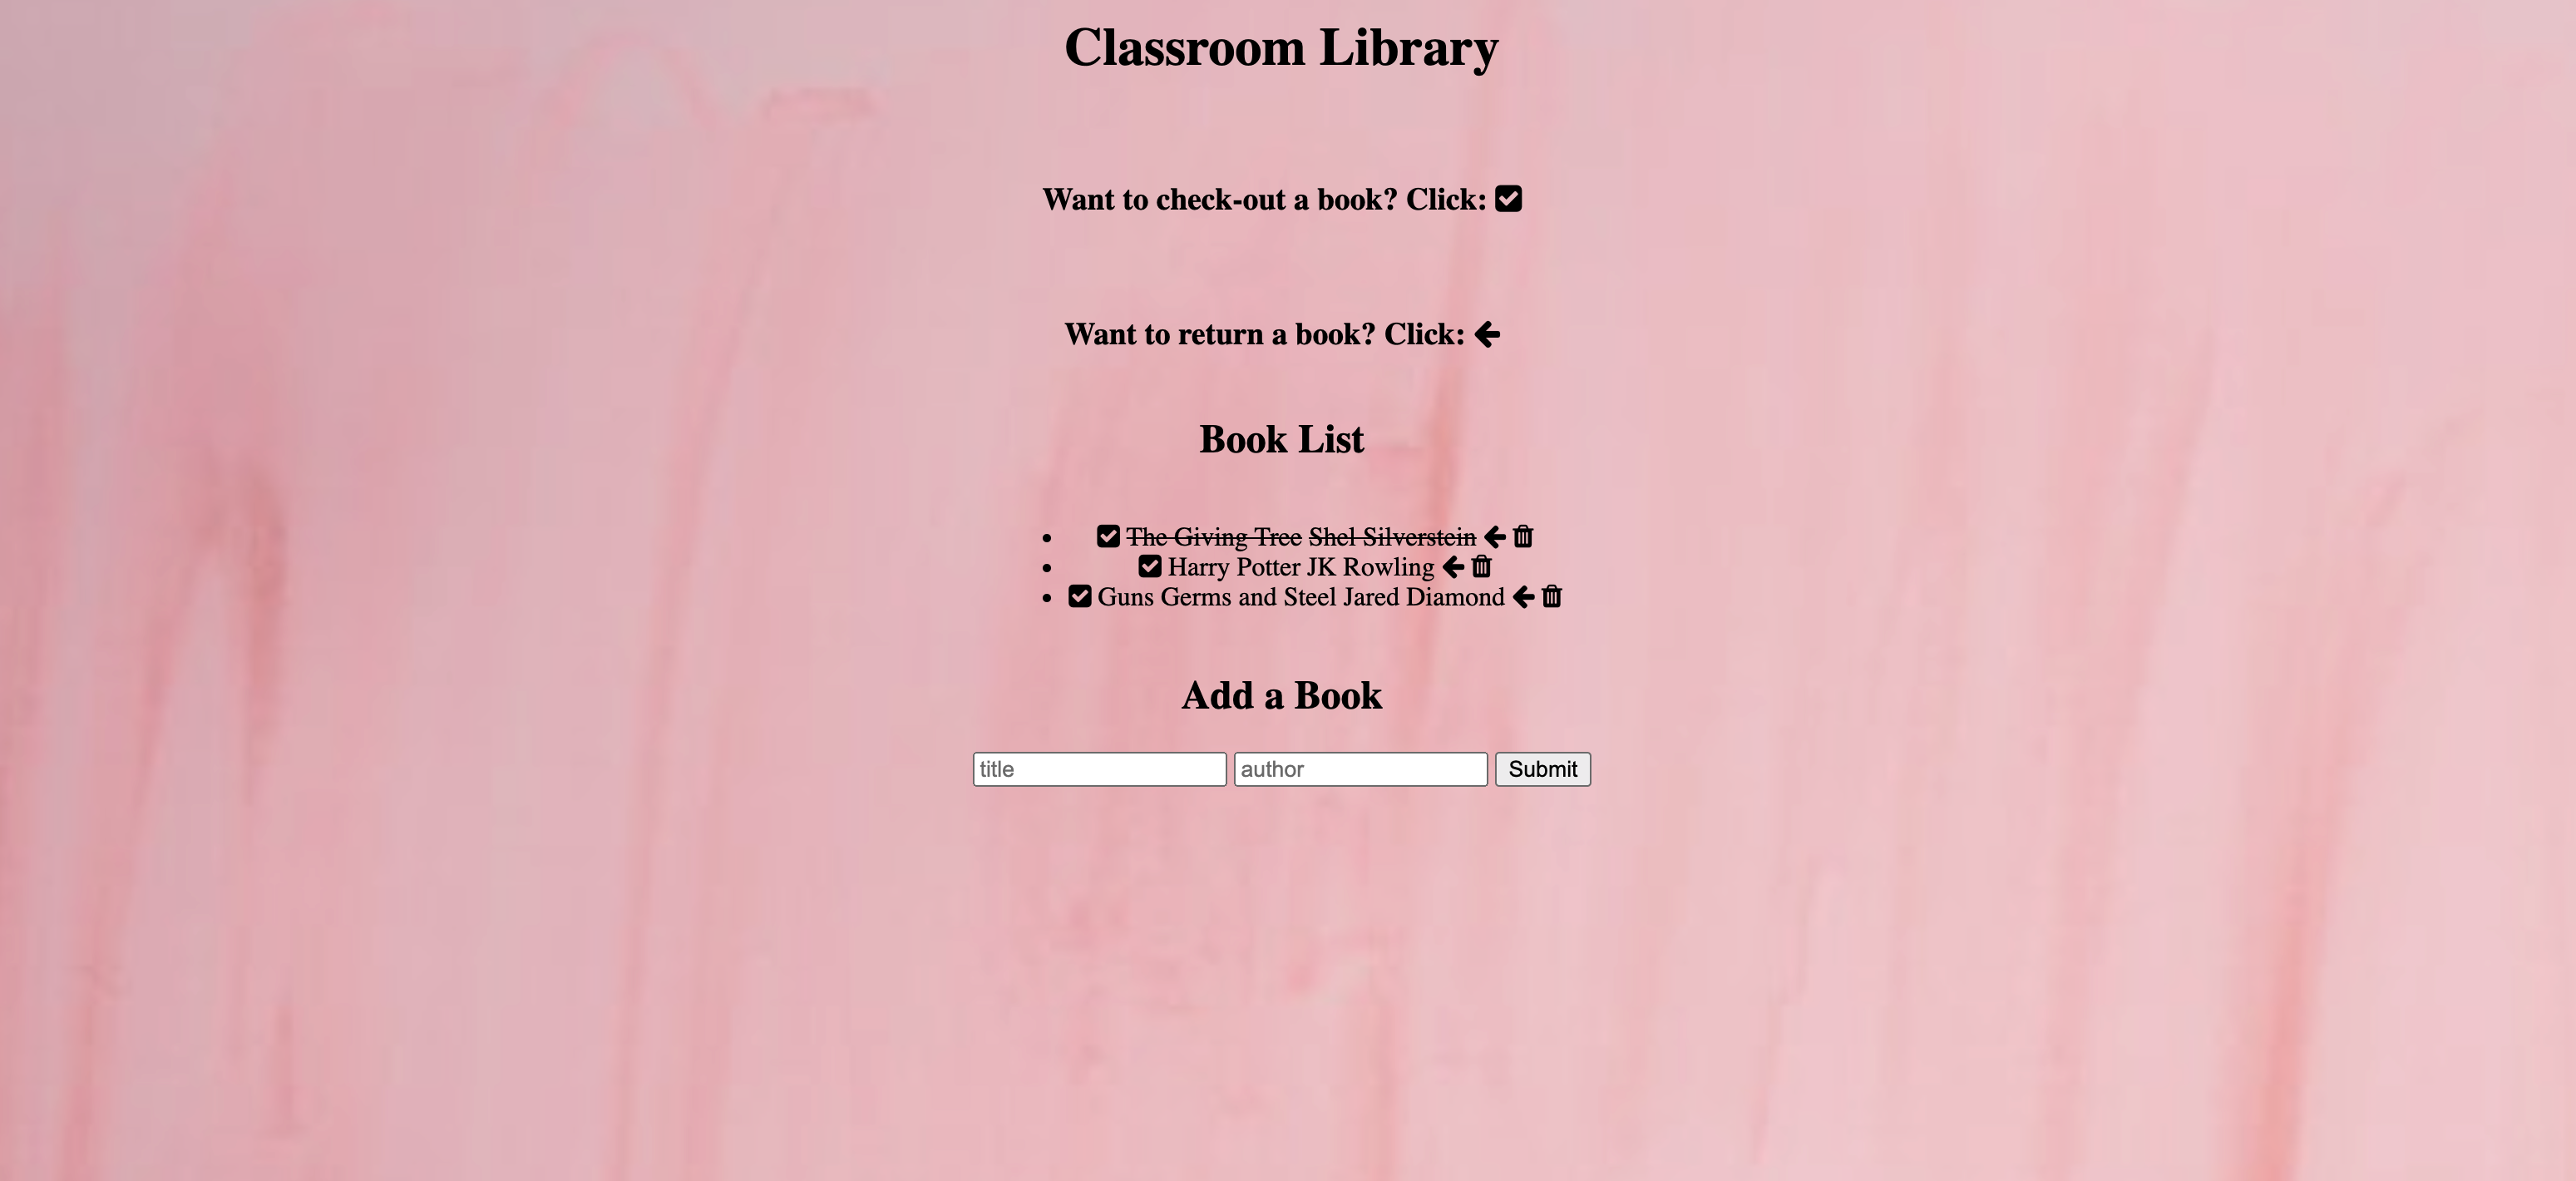 Classroom Library
Want to check-out a book? Click:
Want to return a book? Click:
Book List
The Giving Tree Shel Silverstein
Harry Potter JK Rowling
Guns Germs and Steel Jared Diamond
Add a Book
title author Submit